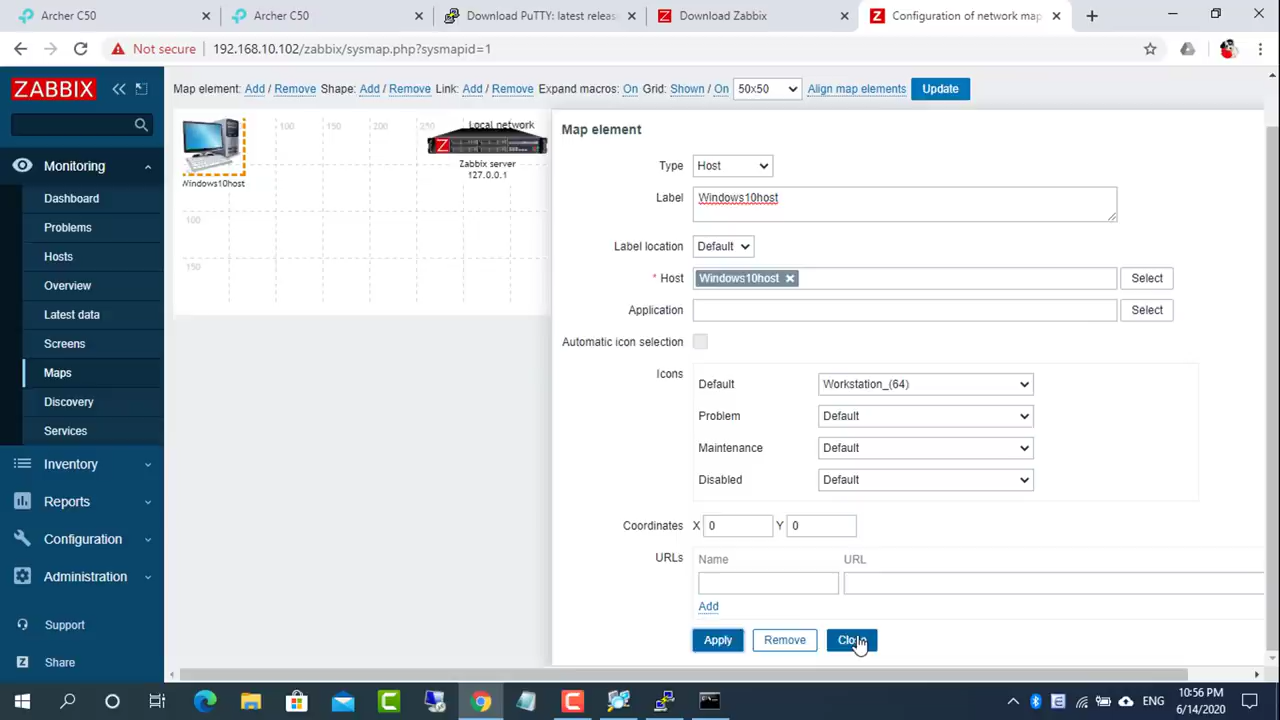 Archer C50
Archer C50
Download PuTTY: latest releas
Download Zabbix
Configuration of network map
Not secure 192.168.10.102/zabbix/sysmap.php?sysmapid=1
ZABBIX
Map element: Add / Remove Shape: Add / Remove Link: Add / Remove Expand macros: On Grid: Shown / On 50x50 Align map elements Update
Monitoring
Dashboard
Problems
Hosts
Overview
Latest data
Screens
Maps
Discovery
Services
Inventory
Reports
Configuration
Administration
Support
Share
100 150 200 250
Local network
Z
Zabbix server
127.0.0.1
Windows10host
100
150
Map element
Type Host
Label Windows10host
Label location Default
* Host Windows10host Select
Application Select
Automatic icon selection
Icons
Default Workstation_(64)
Problem Default
Maintenance Default
Disabled Default
Coordinates X 0 Y 0
URLs Name URL
Add
Apply Remove Close
ENG
10:56 PM
6/14/2020